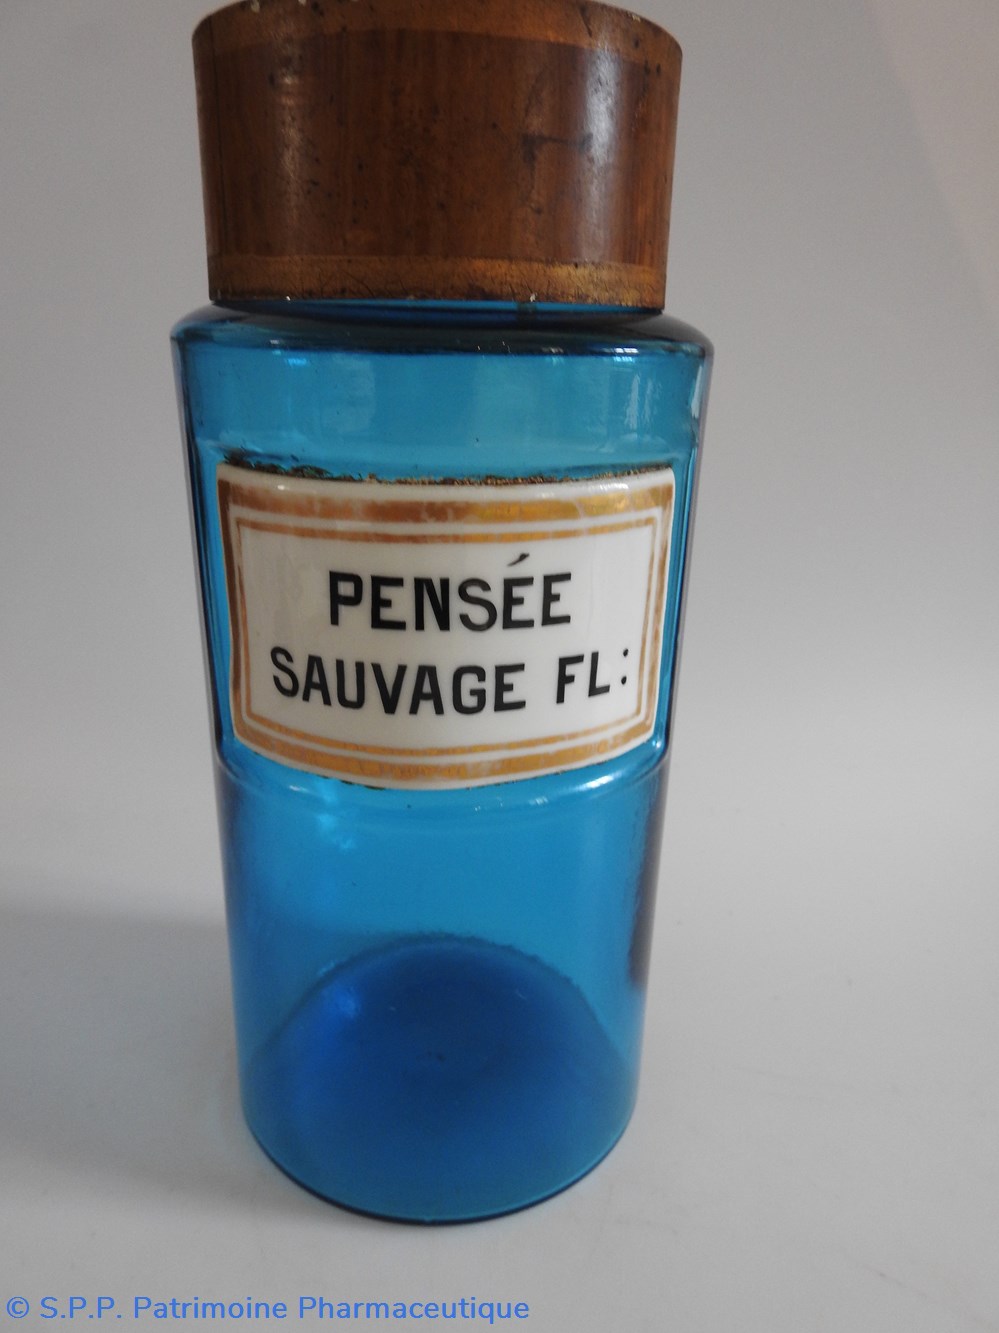 PENSÉE
SAUVAGE FL:
© S.P.P. Patrimoine Pharmaceutique